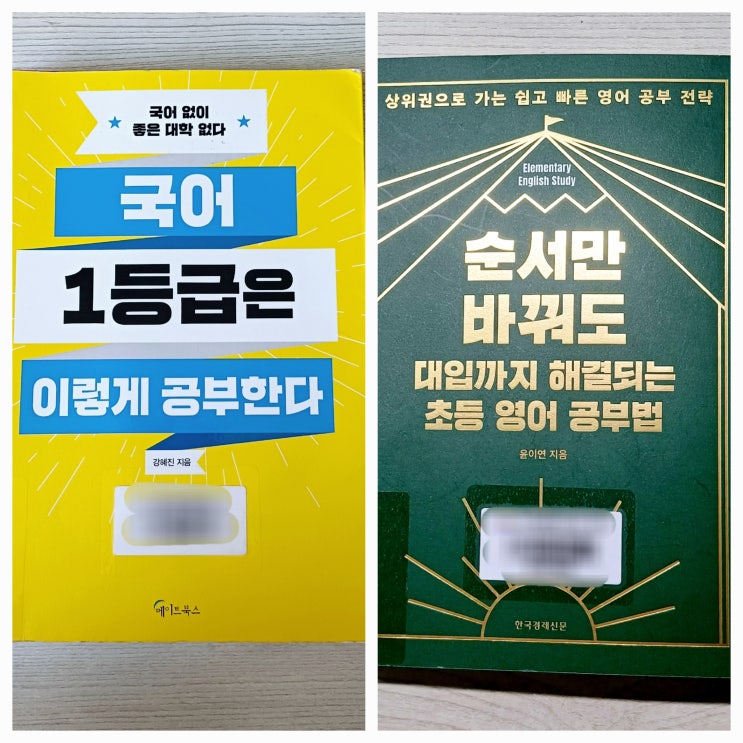 국어 없이
좋은 대학 없다
국어
1등급은
이렇게 공부한다
강혜진 지음
메이트북스
상위권으로 가는 쉽고 빠른 영어 공부 전략
Elementary
English Study
순서만
바꿔도
대입까지 해결되는
초등 영어 공부법
윤이연 지음
한국경제신문